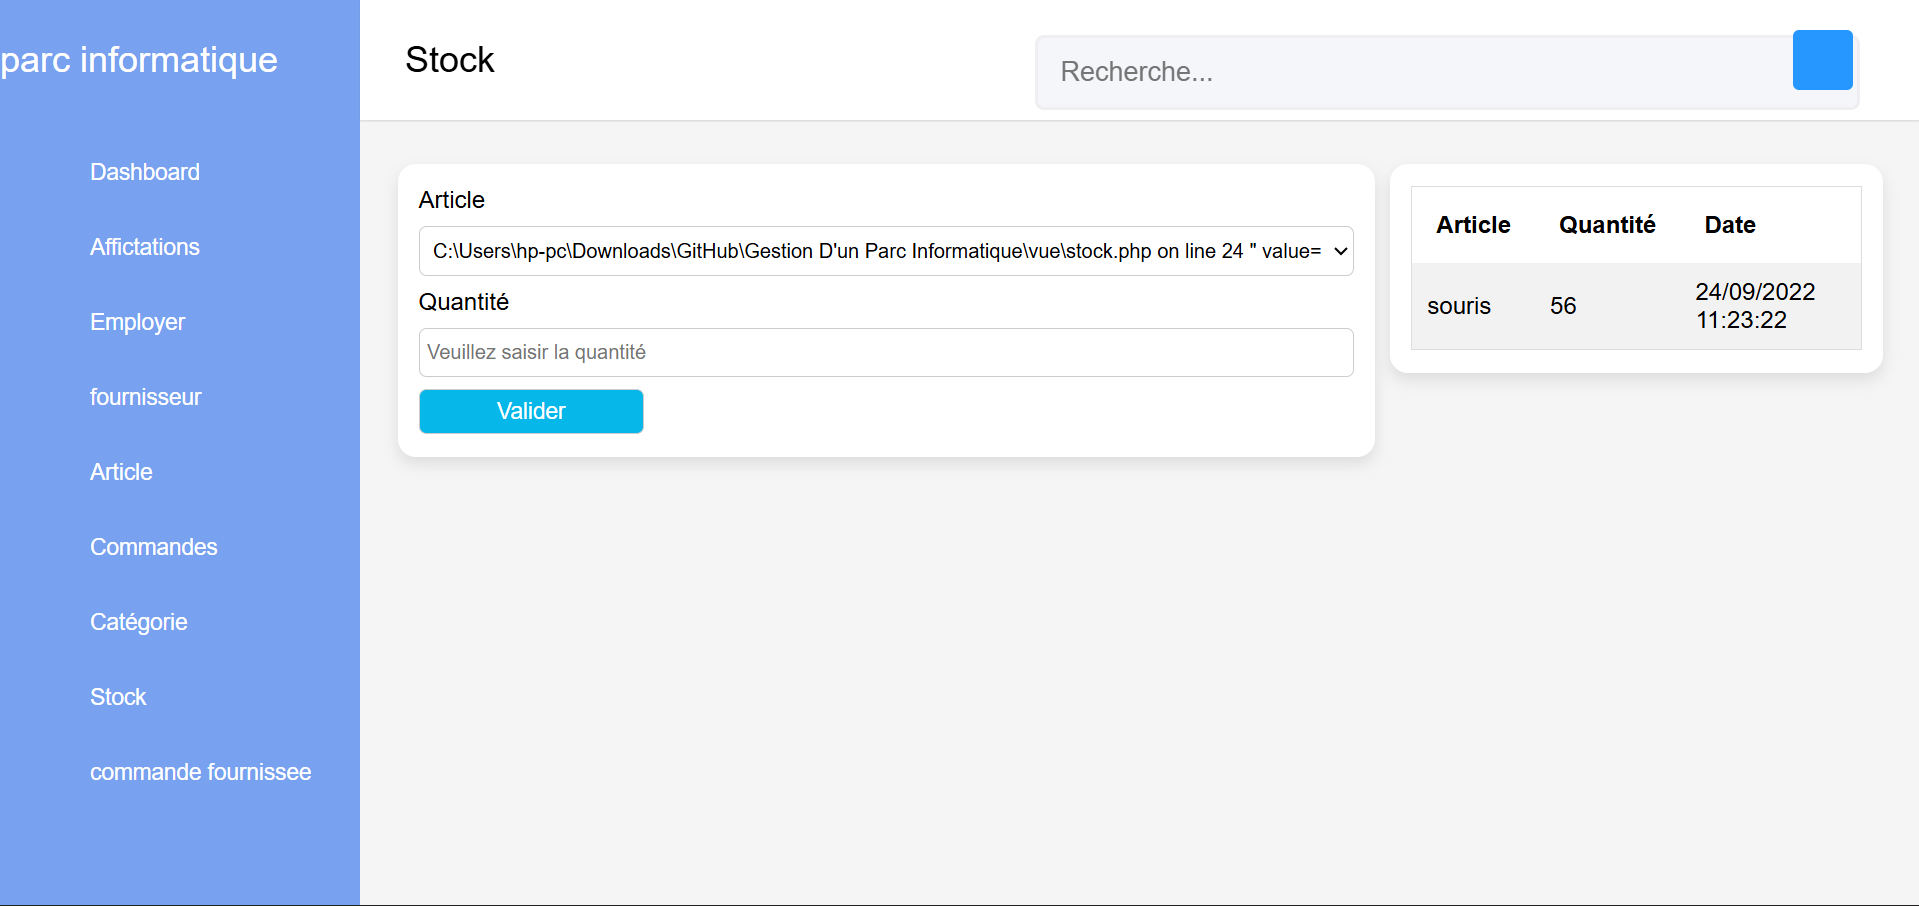 parc informatique
Dashboard
Affictations
Employer
fournisseur
Article
Commandes
Catégorie
Stock
commande fournissee
Stock
Recherche...
Article
C:\Users\hp-pc\Downloads\GitHub\Gestion D'un Parc Informatique\vue\stock.php on line 24 " value=
Quantité
Veuillez saisir la quantité
Valider
Article Quantité Date
souris 56 24/09/2022
11:23:22